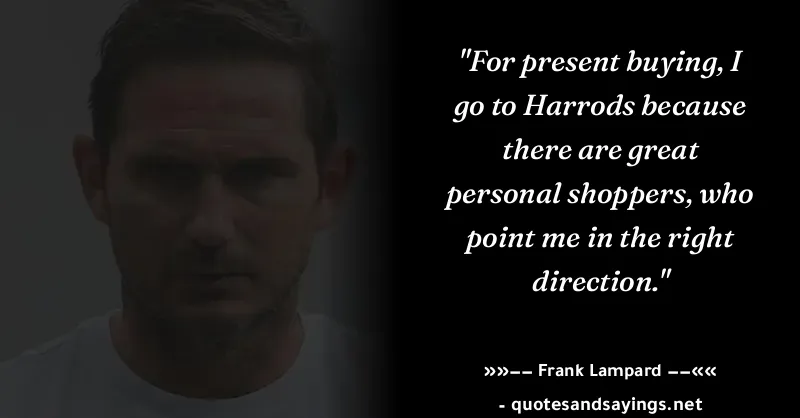 "For present buying, I
go to Harrods because
there are great
personal shoppers, who
point me in the right
direction."
»»−− Frank Lampard −−««
- quotesandsayings.net